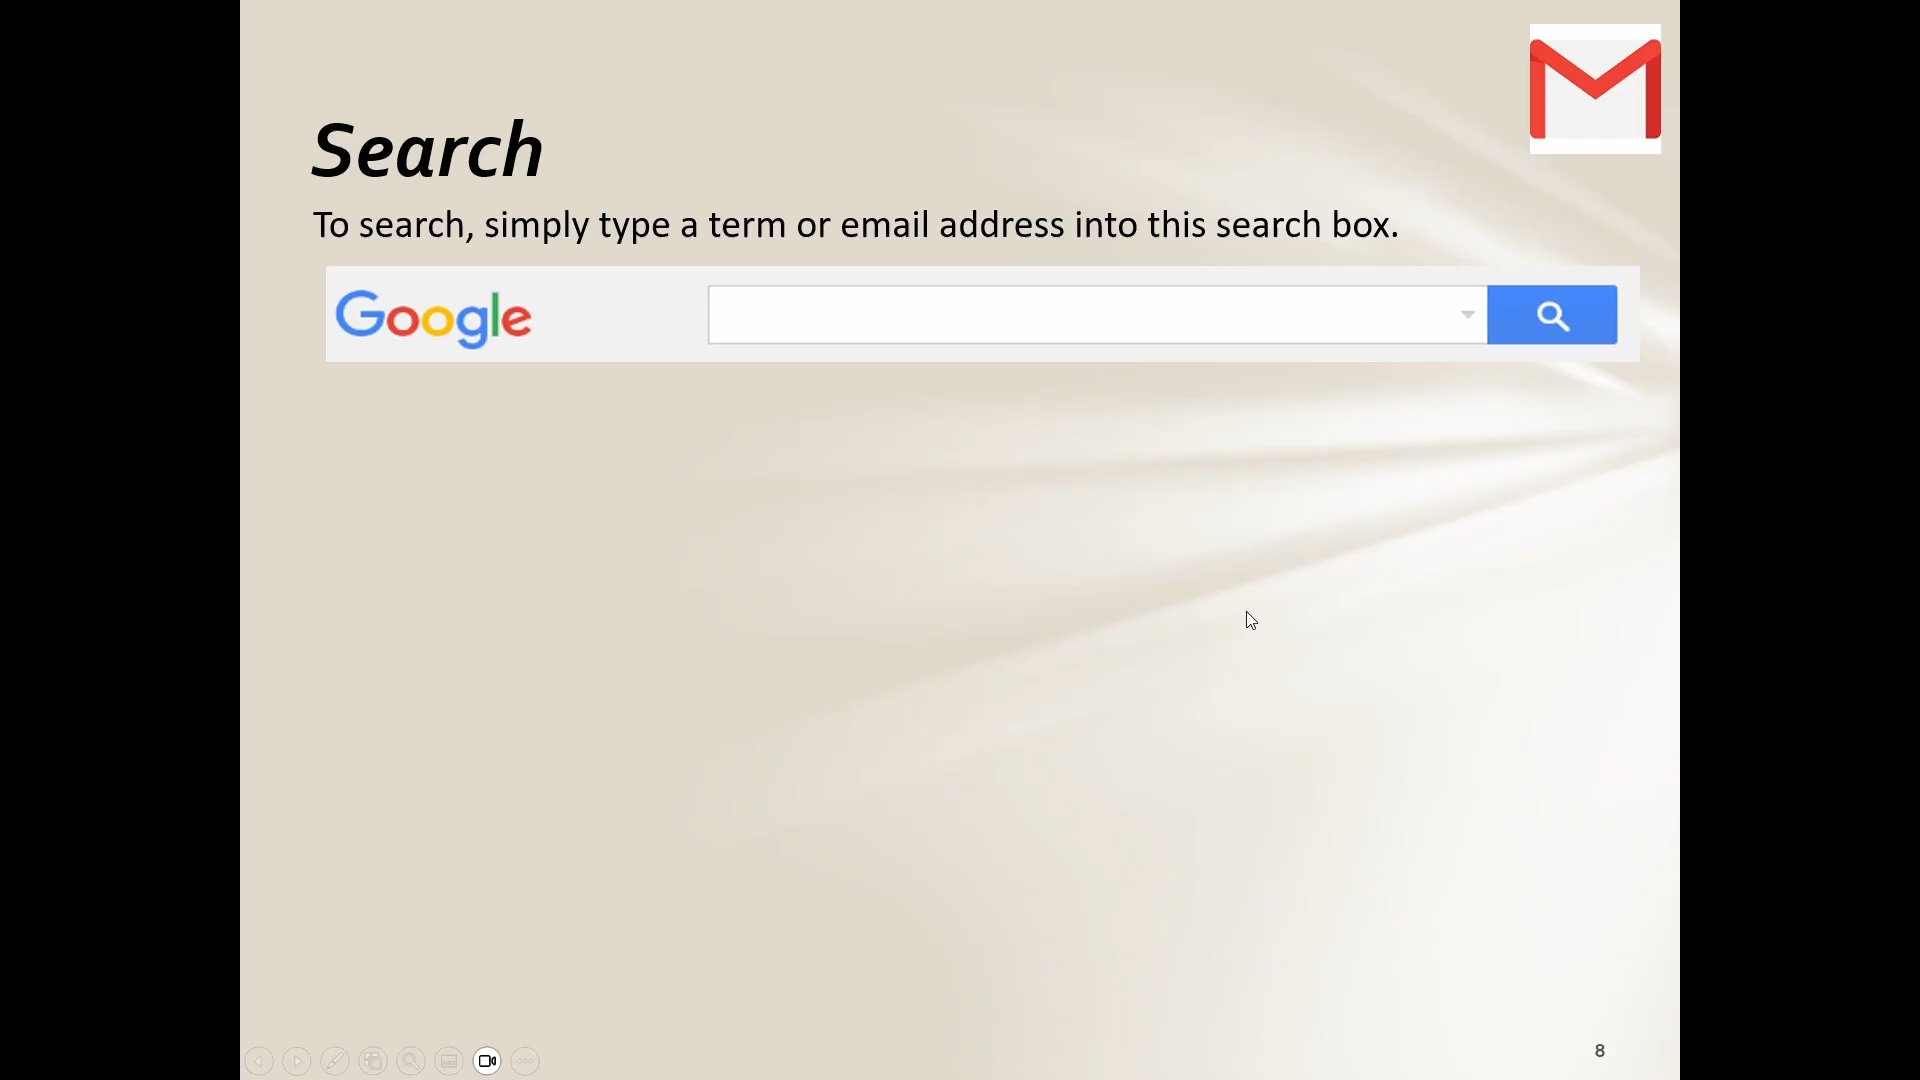 Search
To search, simply type a term or email address into this search box.
Google
8